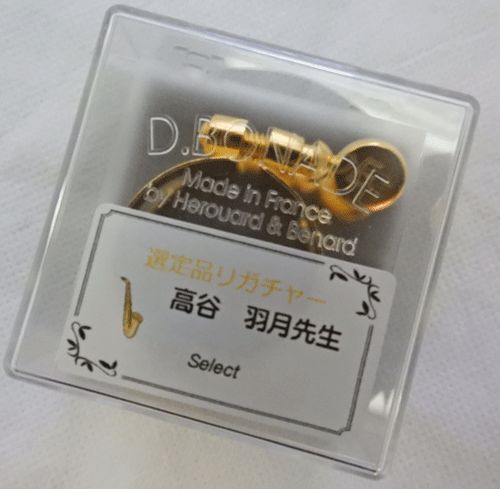 D.BONADE
Made in France
by Herouard & Benard
選定品リガチャー
高谷 羽月先生
Select